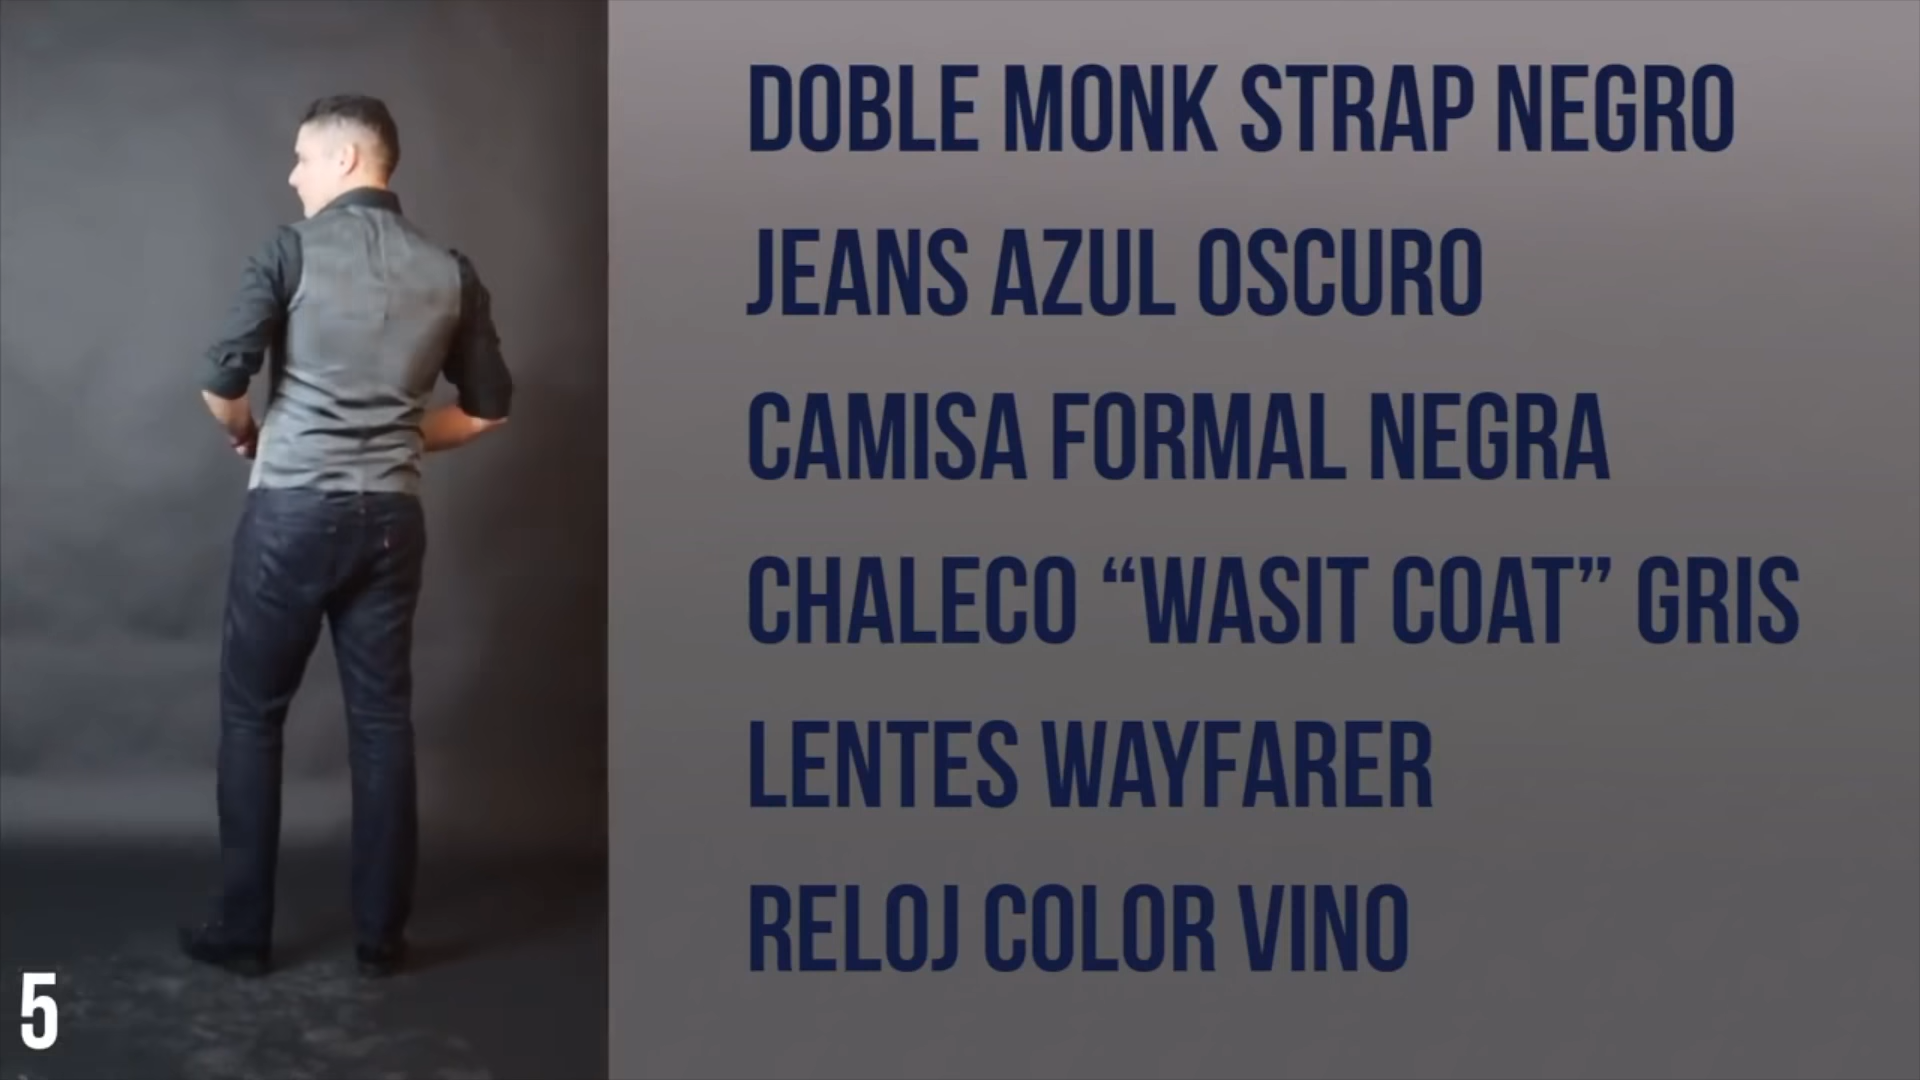 DOBLE MONK STRAP NEGRO
JEANS AZUL OSCURO
CAMISA FORMAL NEGRA
CHALECO “WASIT COAT” GRIS
LENTES WAYFARER
RELOJ COLOR VINO
5